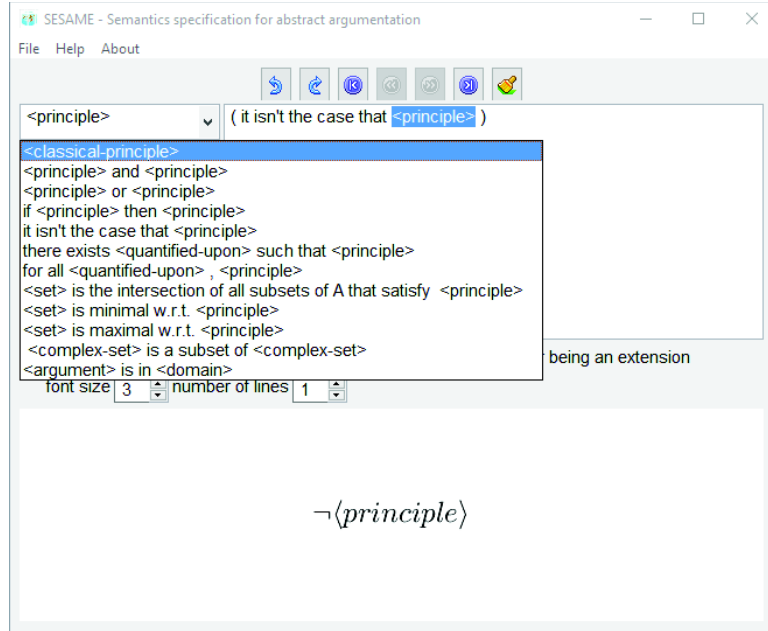 SESAME - Semantics specification for abstract argumentation
File Help About
<principle> ( it isn't the case that <principle> )
<classical-principle>
<principle> and <principle>
<principle> or <principle>
if <principle> then <principle>
it isn't the case that <principle>
there exists <quantified-upon> such that <principle>
for all <quantified-upon> , <principle>
<set> is the intersection of all subsets of A that satisfy <principle>
<set> is minimal w.r.t. <principle>
<set> is maximal w.r.t. <principle>
<complex-set> is a subset of <complex-set>
being an extension
<argument> is in <domain>
font size 3 number of lines 1
¬⟨principle⟩